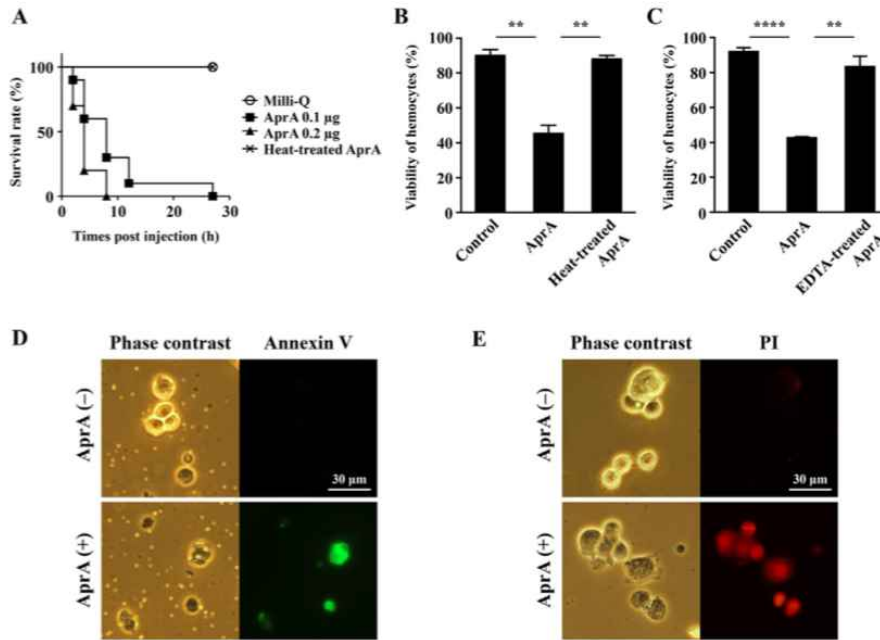 A
Survival rate (%)
100
50
0
0
10
20
30
Times post injection (h)
Milli-Q
AprA 0.1 μg
AprA 0.2 μg
Heat-treated AprA
B
Viability of hemocytes (%)
100
80
60
40
20
0
**
**
Control
AprA
Heat-treated
AprA
C
Viability of hemocytes (%)
100
80
60
40
20
0
****
**
Control
AprA
EDTA-treated
AprA
D
Phase contrast
Annexin V
AprA (–)
30 μm
AprA (+)
E
Phase contrast
PI
AprA (–)
30 μm
AprA (+)